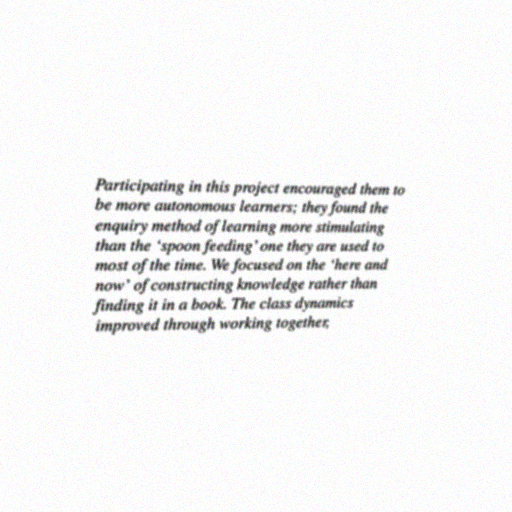 Participating in this project encouraged them to
be more autonomous learners; they found the
enquiry method of learning more stimulating
than the ‘spoon feeding’ one they are used to
most of the time. We focused on the ‘here and
now’ of constructing knowledge rather than
finding it in a book. The class dynamics
improved through working together,